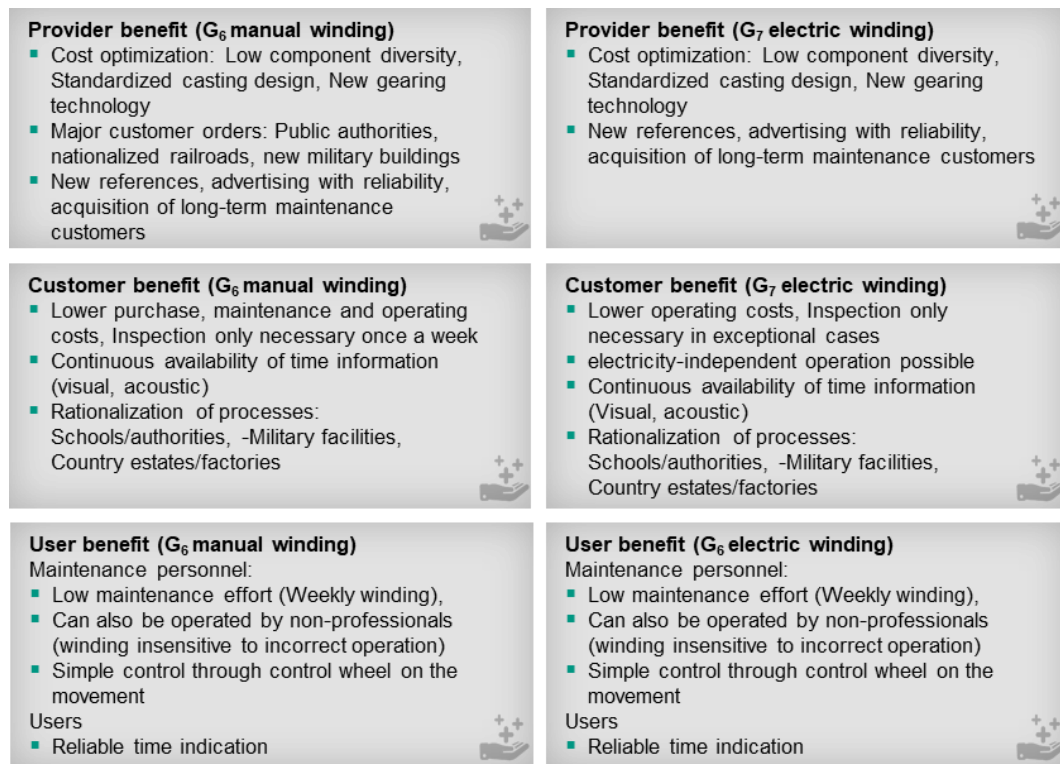 Provider benefit (G₆ manual winding)
▪ Cost optimization: Low component diversity,
Standardized casting design, New gearing
technology
▪ Major customer orders: Public authorities,
nationalized railroads, new military buildings
▪ New references, advertising with reliability,
acquisition of long-term maintenance
customers
Provider benefit (G₇ electric winding)
▪ Cost optimization: Low component diversity,
Standardized casting design, New gearing
technology
▪ New references, advertising with reliability,
acquisition of long-term maintenance customers
Customer benefit (G₆ manual winding)
▪ Lower purchase, maintenance and operating
costs, Inspection only necessary once a week
▪ Continuous availability of time information
(visual, acoustic)
▪ Rationalization of processes:
Schools/authorities, -Military facilities,
Country estates/factories
Customer benefit (G₇ electric winding)
▪ Lower operating costs, Inspection only
necessary in exceptional cases
▪ electricity-independent operation possible
▪ Continuous availability of time information
(Visual, acoustic)
▪ Rationalization of processes:
Schools/authorities, -Military facilities,
Country estates/factories
User benefit (G₆ manual winding)
Maintenance personnel:
▪ Low maintenance effort (Weekly winding),
▪ Can also be operated by non-professionals
(winding insensitive to incorrect operation)
▪ Simple control through control wheel on the
movement
Users
▪ Reliable time indication
User benefit (G₆ electric winding)
Maintenance personnel:
▪ Low maintenance effort (Weekly winding),
▪ Can also be operated by non-professionals
(winding insensitive to incorrect operation)
▪ Simple control through control wheel on the
movement
Users
▪ Reliable time indication